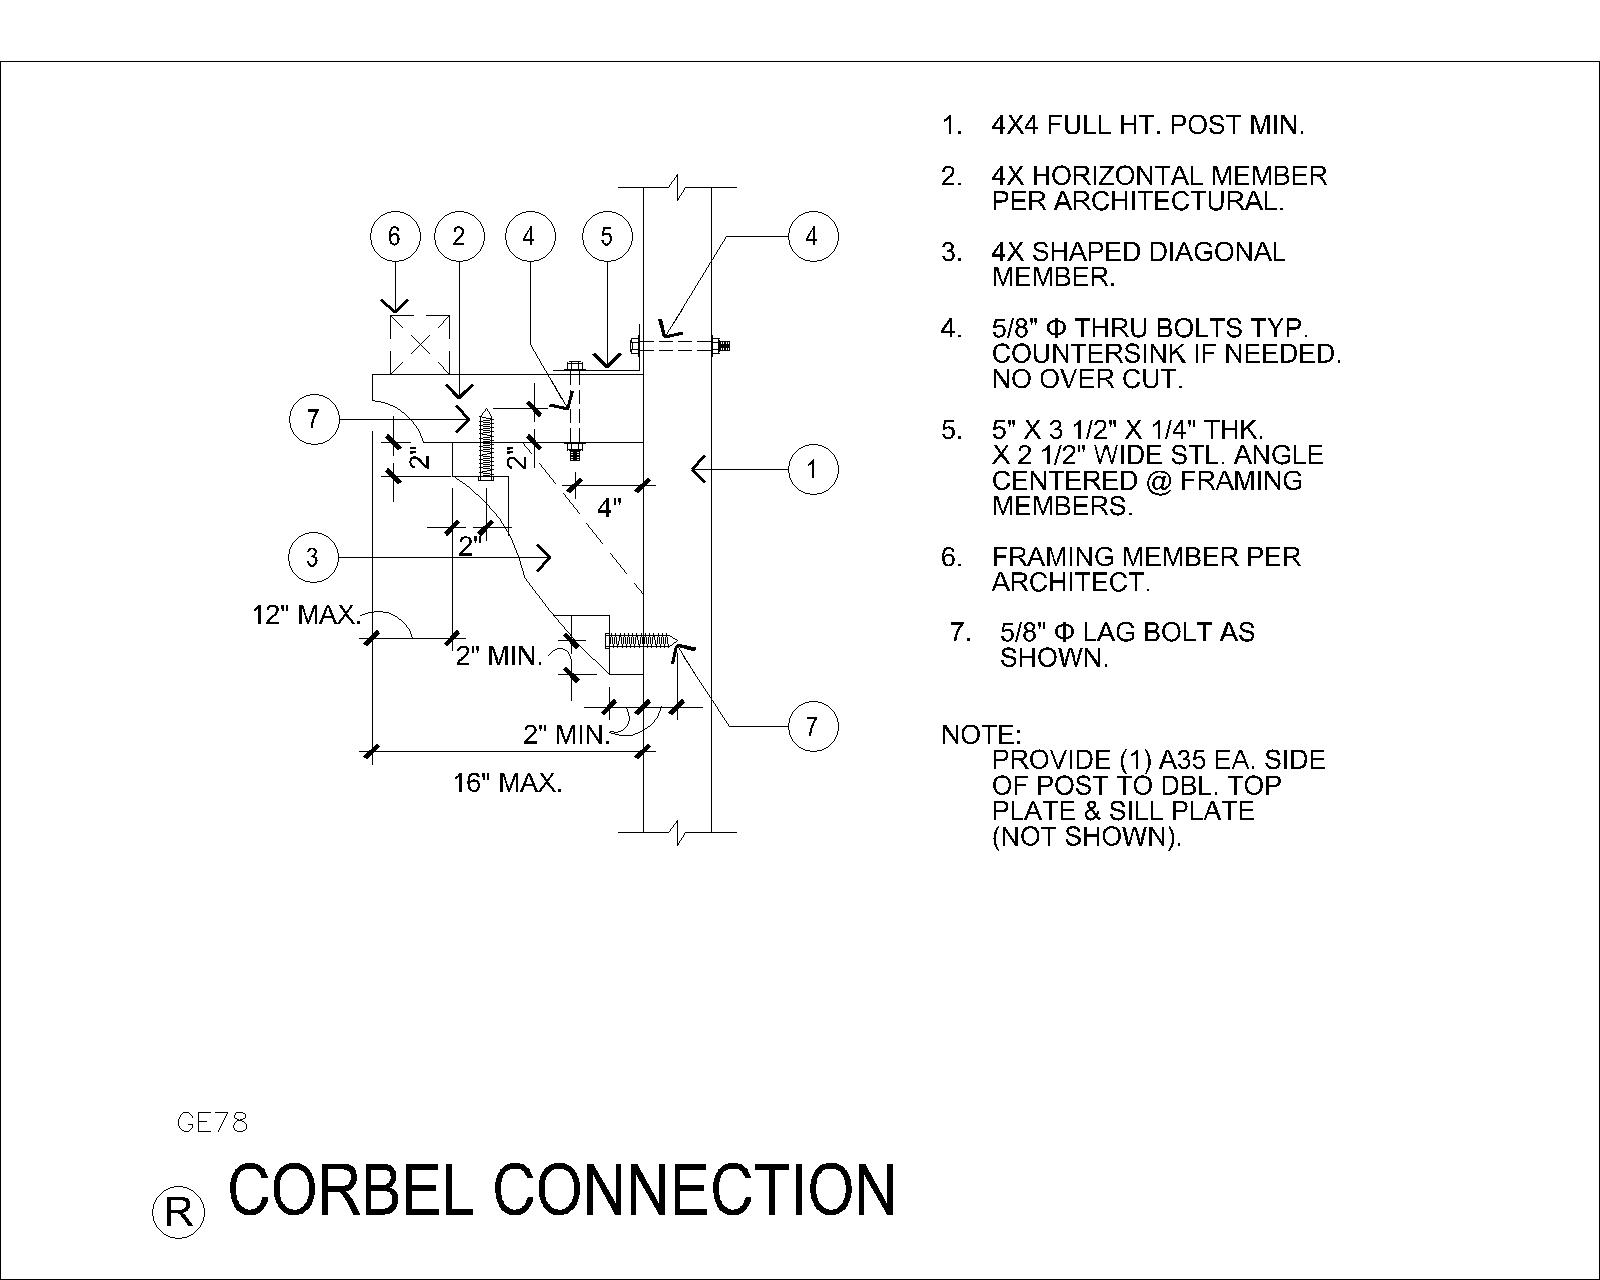 6
2
4
5
4
7
2"
2"
1
4"
2"
3
12" MAX.
2" MIN.
7
2" MIN.
16" MAX.
1. 4X4 FULL HT. POST MIN.
2. 4X HORIZONTAL MEMBER
PER ARCHITECTURAL.
3. 4X SHAPED DIAGONAL
MEMBER.
4. 5/8" Φ THRU BOLTS TYP.
COUNTERSINK IF NEEDED.
NO OVER CUT.
5. 5" X 3 1/2" X 1/4" THK.
X 2 1/2" WIDE STL. ANGLE
CENTERED @ FRAMING
MEMBERS.
6. FRAMING MEMBER PER
ARCHITECT.
7. 5/8" Φ LAG BOLT AS
SHOWN.
NOTE:
PROVIDE (1) A35 EA. SIDE
OF POST TO DBL. TOP
PLATE & SILL PLATE
(NOT SHOWN).
GE78
R CORBEL CONNECTION